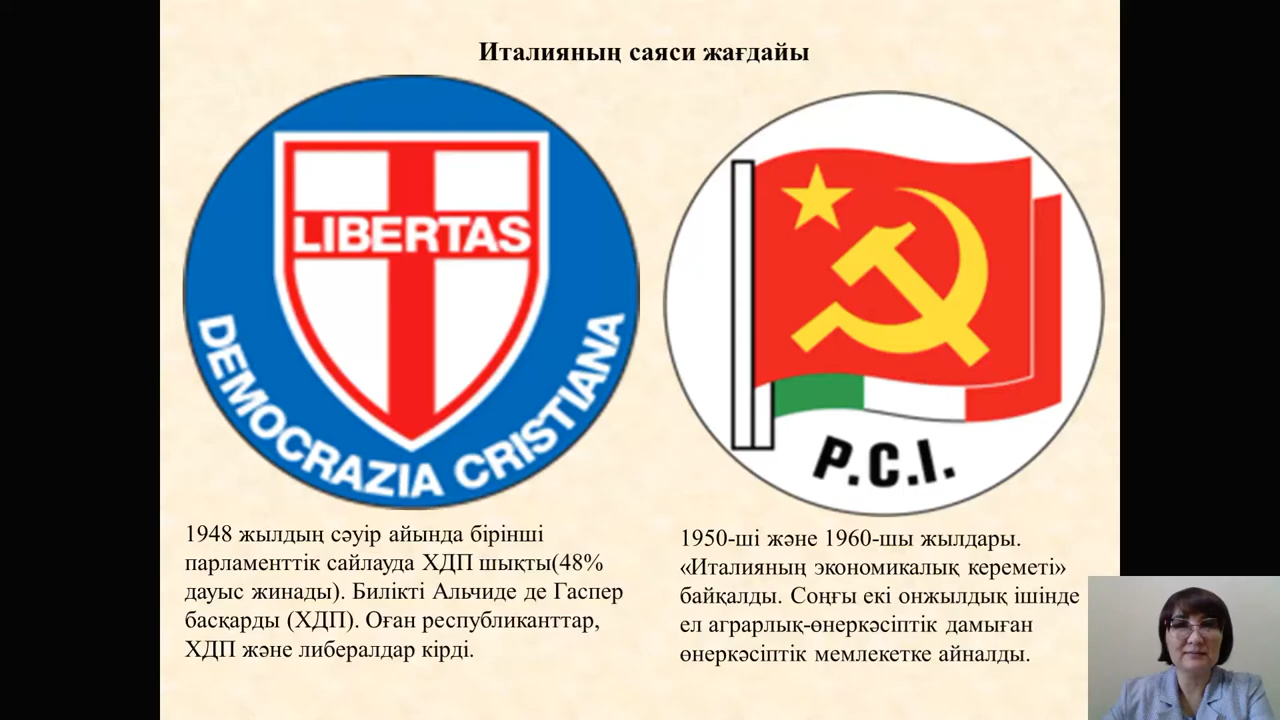 Италияның саяси жағдайы
LIBERTAS
DEMOCRAZIA CRISTIANA
P.C.I.
1948 жылдың сәуір айында бірінші
парламенттік сайлауда ХДП шықты(48%
дауыс жинады). Билікті Альчиде де Гаспер
басқарды (ХДП). Оған республиканттар,
ХДП және либералдар кірді.
1950-ші және 1960-шы жылдары.
«Италияның экономикалық кереметі»
байқалды. Соңғы екі онжылдық ішінде
ел аграрлық-өнеркәсіптік дамыған
өнеркәсіптік мемлекетке айналды.